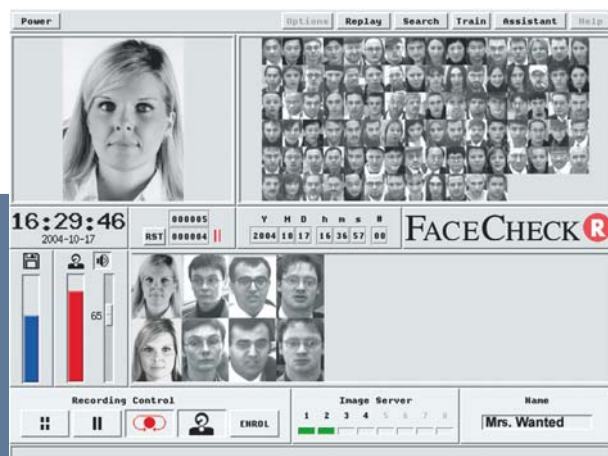 Power Options Replay Search Train Assistant Help
16:29:46
2004-10-17
000005
RST 000004
Y M D h m s #
2004 10 17 16 36 57 00
FACECHECK R
65
Recording Control
ENROL
Image Server
1 2 3 4 5 6 7 8
Name
Mrs. Wanted